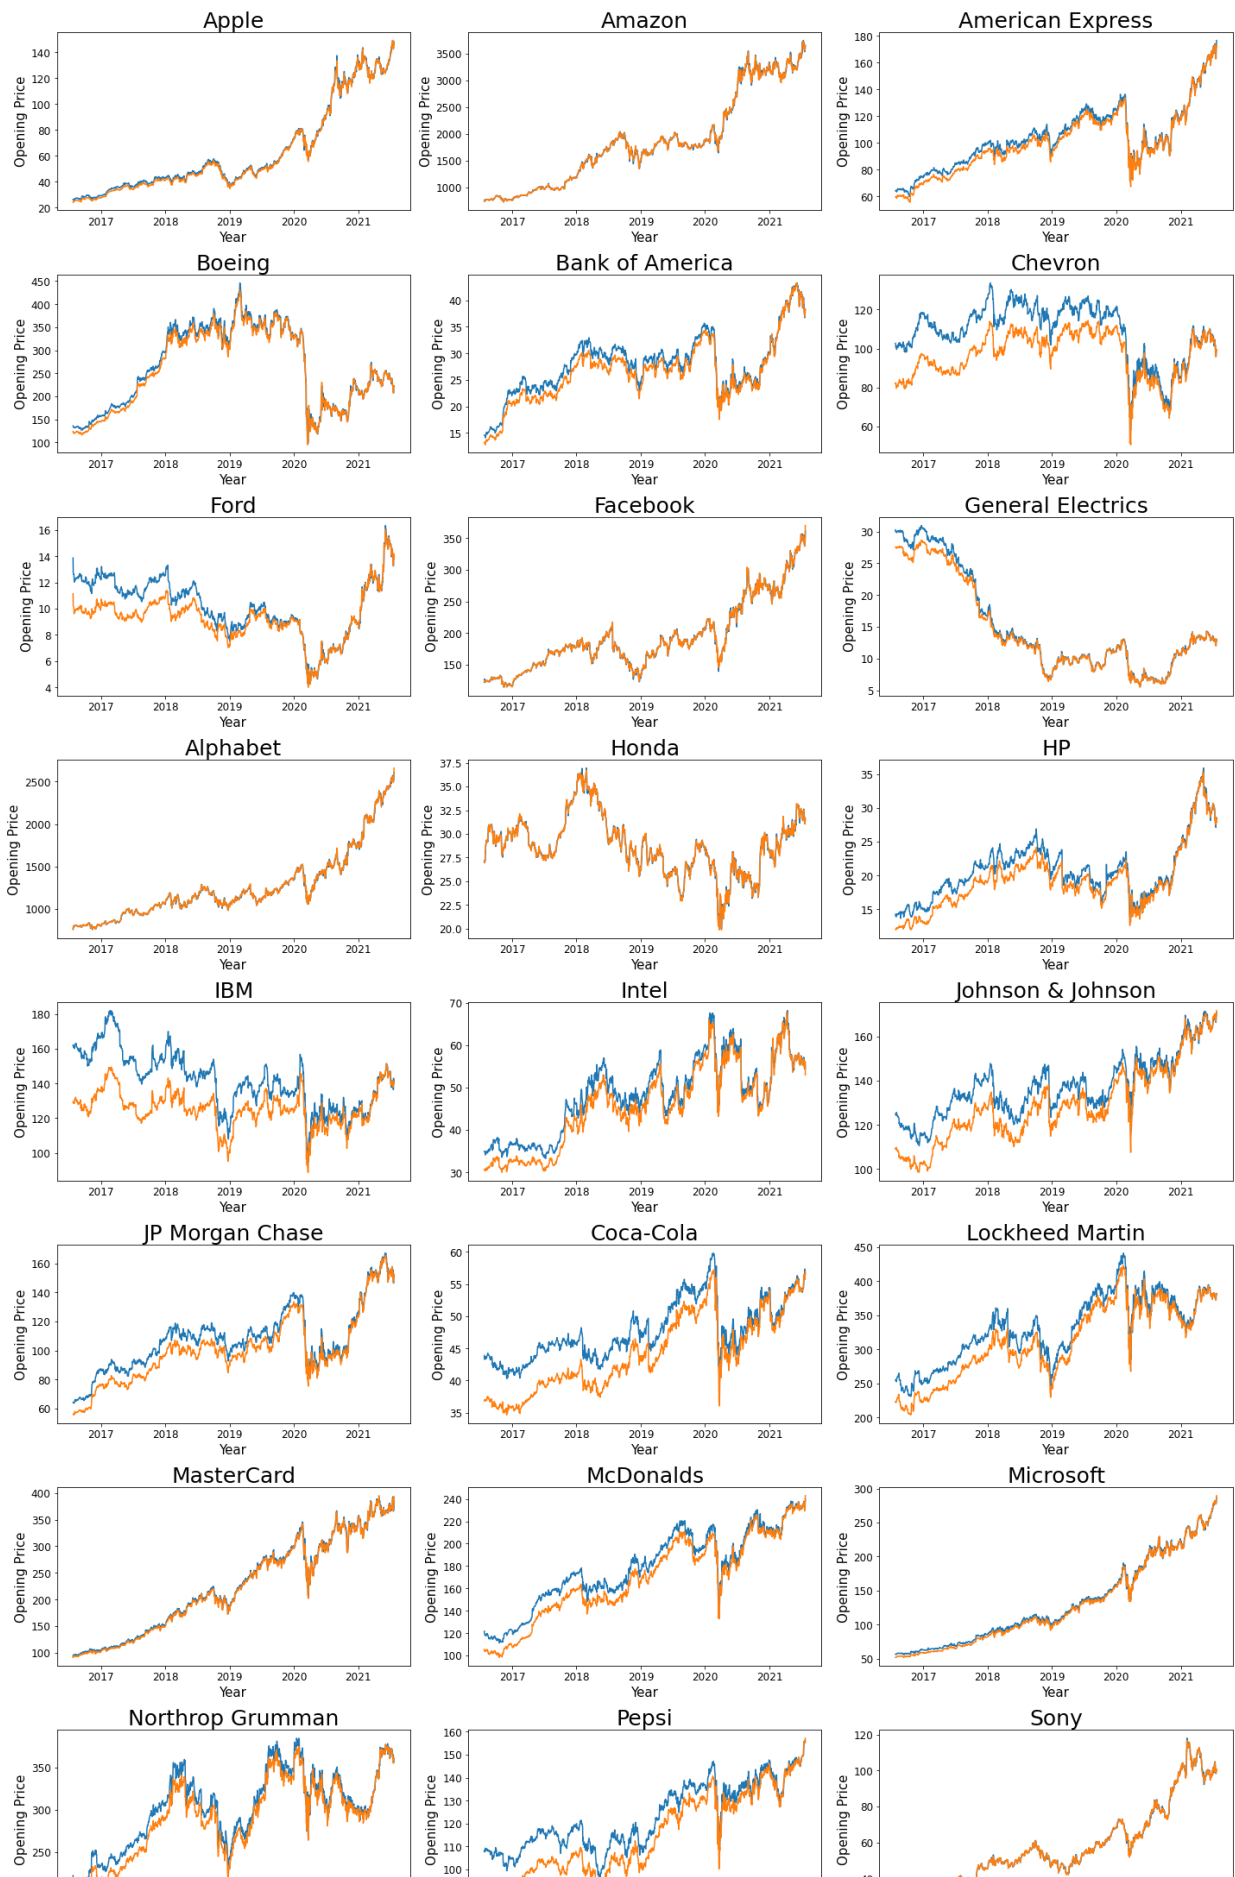 Apple
Opening Price
140
120
100
80
60
40
20
2017 2018 2019 2020 2021
Year
Amazon
Opening Price
3500
3000
2500
2000
1500
1000
2017 2018 2019 2020 2021
Year
American Express
Opening Price
180
160
140
120
100
80
60
2017 2018 2019 2020 2021
Year
Boeing
Opening Price
450
400
350
300
250
200
150
100
2017 2018 2019 2020 2021
Year
Bank of America
Opening Price
40
35
30
25
20
15
2017 2018 2019 2020 2021
Year
Chevron
Opening Price
120
100
80
60
2017 2018 2019 2020 2021
Year
Ford
Opening Price
16
14
12
10
8
6
4
2017 2018 2019 2020 2021
Year
Facebook
Opening Price
350
300
250
200
150
2017 2018 2019 2020 2021
Year
General Electrics
Opening Price
30
25
20
15
10
5
2017 2018 2019 2020 2021
Year
Alphabet
Opening Price
2500
2000
1500
1000
2017 2018 2019 2020 2021
Year
Honda
Opening Price
37.5
35.0
32.5
30.0
27.5
25.0
22.5
20.0
2017 2018 2019 2020 2021
Year
HP
Opening Price
35
30
25
20
15
2017 2018 2019 2020 2021
Year
IBM
Opening Price
180
160
140
120
100
2017 2018 2019 2020 2021
Year
Intel
Opening Price
70
60
50
40
30
2017 2018 2019 2020 2021
Year
Johnson & Johnson
Opening Price
160
140
120
100
2017 2018 2019 2020 2021
Year
JP Morgan Chase
Opening Price
160
140
120
100
80
60
2017 2018 2019 2020 2021
Year
Coca-Cola
Opening Price
60
55
50
45
40
35
2017 2018 2019 2020 2021
Year
Lockheed Martin
Opening Price
450
400
350
300
250
200
2017 2018 2019 2020 2021
Year
MasterCard
Opening Price
400
350
300
250
200
150
100
2017 2018 2019 2020 2021
Year
McDonalds
Opening Price
240
220
200
180
160
140
120
100
2017 2018 2019 2020 2021
Year
Microsoft
Opening Price
300
250
200
150
100
50
2017 2018 2019 2020 2021
Year
Northrop Grumman
Opening Price
350
300
250
Pepsi
Opening Price
160
150
140
130
120
110
100
Sony
Opening Price
120
100
80
60